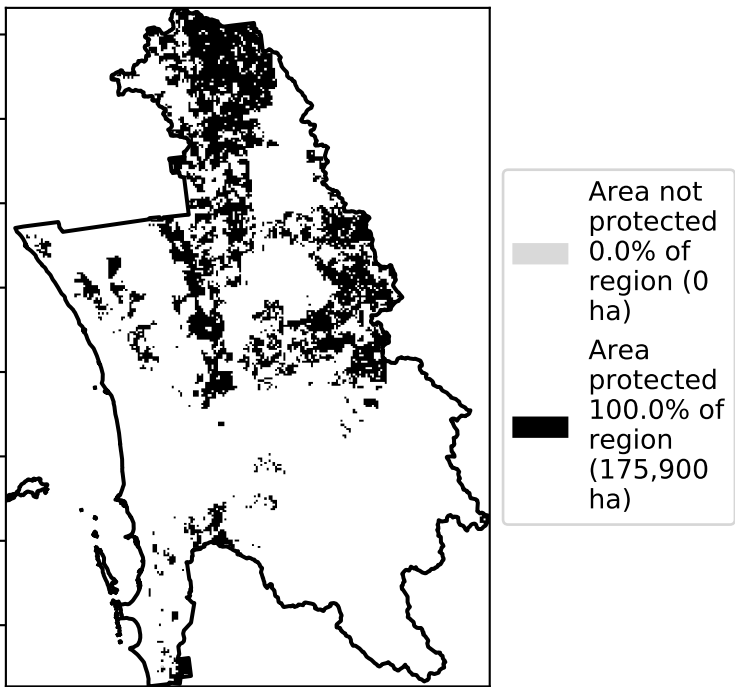 Area not
protected
0.0% of
region (0
ha)
Area
protected
100.0% of
region
(175,900
ha)